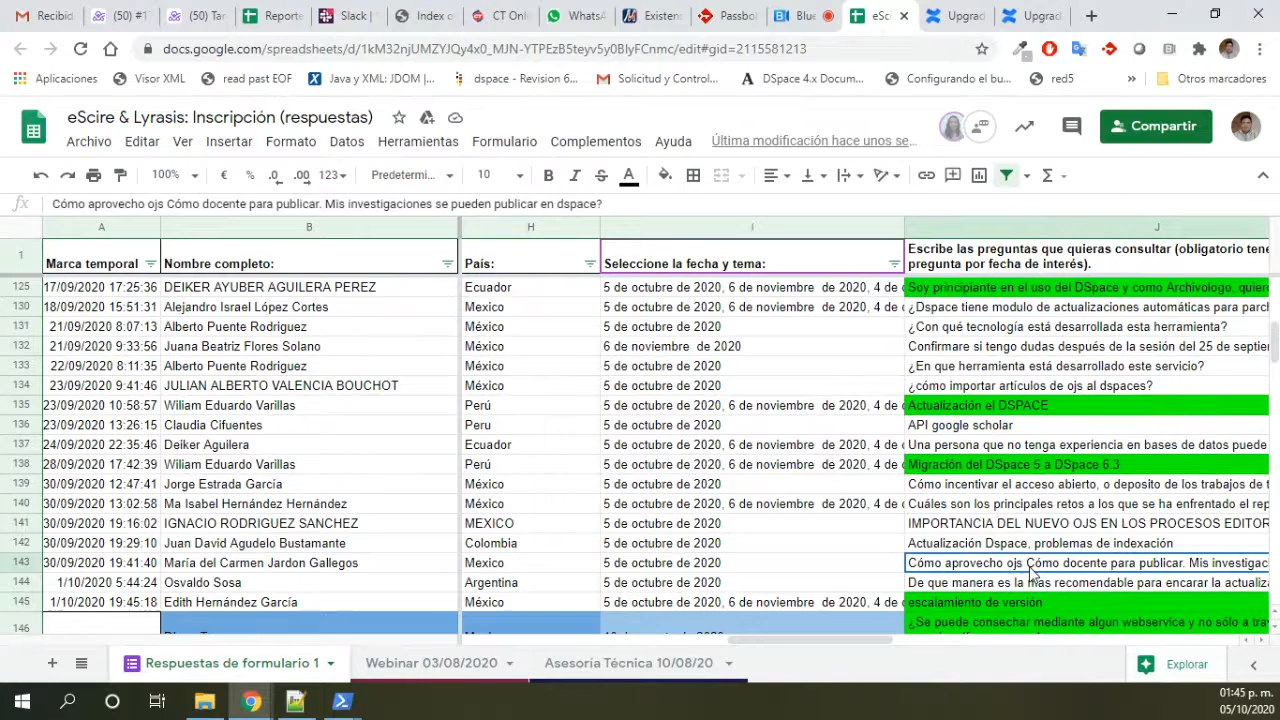 Recibid
(50) #1
(50) Tar
Reporte
Slack |
Index o
CT Onli
WhatsA
Existen
Passbo
Blue
eSci
Upgrad
Upgrad
docs.google.com/spreadsheets/d/1kM32njUMZYJQy4x0_MJN-YTPEzB5teyv5y0BIyFCnmc/edit#gid=2115581213
Aplicaciones
Visor XML
read past EOF
Java y XML: JDOM |...
dspace - Revision 6...
Solicitud y Control...
DSpace 4.x Docum...
Configurando el bu...
red5
»
Otros marcadores
eScire & Lyrasis: Inscripción (respuestas)
Archivo Editar Ver Insertar Formato Datos Herramientas Formulario Complementos Ayuda
Última modificación hace unos se...
Compartir
100% € % .0 .00 123 Predetermi... 10 B I S A
fx Cómo aprovecho ojs Cómo docente para publicar. Mis investigaciones se pueden publicar en dspace?
A B H I J
1 Marca temporal Nombre completo: País: Seleccione la fecha y tema: Escribe las preguntas que quieras consultar (obligatorio tene
pregunta por fecha de interés).
125 17/09/2020 17:25:36 DEIKER AYUBER AGUILERA PEREZ Ecuador 5 de octubre de 2020, 6 de noviembre de 2020, 4 de Soy principiante en el uso del DSpace y como Archivologo, quier
130 18/09/2020 15:51:31 Alejandro Israel López Cortes Mexico 5 de octubre de 2020, 6 de noviembre de 2020, 4 de ¿Dspace tiene modulo de actualizaciones automáticas para parch
131 21/09/2020 8:07:13 Alberto Puente Rodriguez México 5 de octubre de 2020 ¿Con qué tecnología está desarrollada esta herramienta?
132 21/09/2020 9:33:56 Juana Beatriz Flores Solano México 6 de noviembre de 2020 Confirmare si tengo dudas después de la sesión del 25 de septien
133 22/09/2020 8:11:35 Alberto Puente Rodriguez México 5 de octubre de 2020 ¿En que herramienta está desarrollado este servicio?
134 23/09/2020 9:41:46 JULIAN ALBERTO VALENCIA BOUCHOT México 5 de octubre de 2020 ¿cómo importar artículos de ojs al dspaces?
135 23/09/2020 10:58:57 Wiliam Eduardo Varillas Perú 5 de octubre de 2020, 6 de noviembre de 2020, 4 de Actualización el DSPACE
136 23/09/2020 13:26:15 Claudia Cifuentes Peru 5 de octubre de 2020 API google scholar
137 24/09/2020 22:35:46 Deiker Aguilera Ecuador 5 de octubre de 2020, 6 de noviembre de 2020, 4 de Una persona que no tenga experiencia en bases de datos puede
138 28/09/2020 17:42:39 Wiliam Eduardo Varillas Perú 5 de octubre de 2020, 6 de noviembre de 2020, 4 de Migración del DSpace 5 a DSpace 6.3
139 30/09/2020 12:47:41 Jorge Estrada García México 5 de octubre de 2020 Cómo incentivar el acceso abierto, o deposito de los trabajos de t
140 30/09/2020 13:02:58 Ma Isabel Hernández Hernández México 5 de octubre de 2020, 6 de noviembre de 2020, 4 de Cuáles son los principales retos a los que se ha enfrentado el rep
141 30/09/2020 19:16:02 IGNACIO RODRIGUEZ SANCHEZ MEXICO 5 de octubre de 2020 IMPORTANCIA DEL NUEVO OJS EN LOS PROCESOS EDITOR
142 30/09/2020 19:29:10 Juan David Agudelo Bustamante Colombia 5 de octubre de 2020 Actualización Dspace, problemas de indexación
143 30/09/2020 19:41:40 María del Carmen Jardon Gallegos Mexico 5 de octubre de 2020 Cómo aprovecho ojs Cómo docente para publicar. Mis investigac
144 1/10/2020 5:44:24 Osvaldo Sosa Argentina 5 de octubre de 2020 De que manera es la mas recomendable para encarar la actualiza
145 1/10/2020 19:45:18 Edith Hernández García México 5 de octubre de 2020, 6 de noviembre de 2020, 4 de escalamiento de versión
146 ¿Se puede consechar mediante algun webservice y no sólo a trav
Respuestas de formulario 1
Webinar 03/08/2020
Asesoría Técnica 10/08/20
Explorar
01:45 p. m.
05/10/2020